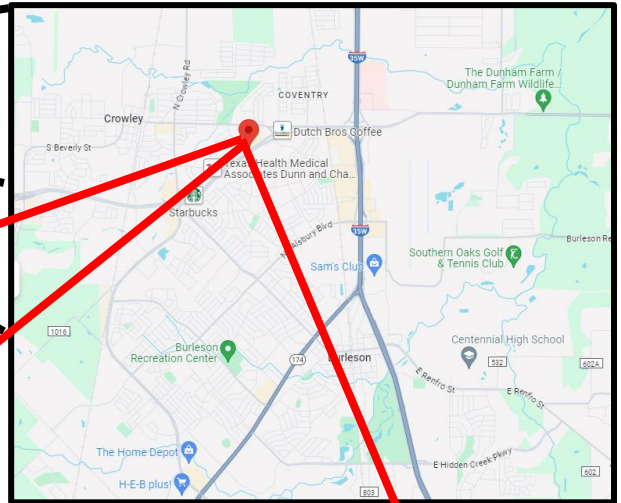 35W
The Dunham Farm /
Dunham Farm Wildlife...
N Crowley Rd
COVENTRY
Crowley
Dutch Bros Coffee
S Beverly St
Health Medical
Associates Dunn and Cha...
Starbucks
N Alsbury Blvd
35W
Burleson Re
Southern Oaks Golf
& Tennis Club
Sam's Club
1016
Centennial High School
Burleson
Recreation Center
174
Burleson
532
602A
E Renfro St
E Renfro St
The Home Depot
E Hidden Creek Pkwy
H-E-B plus!
602
803